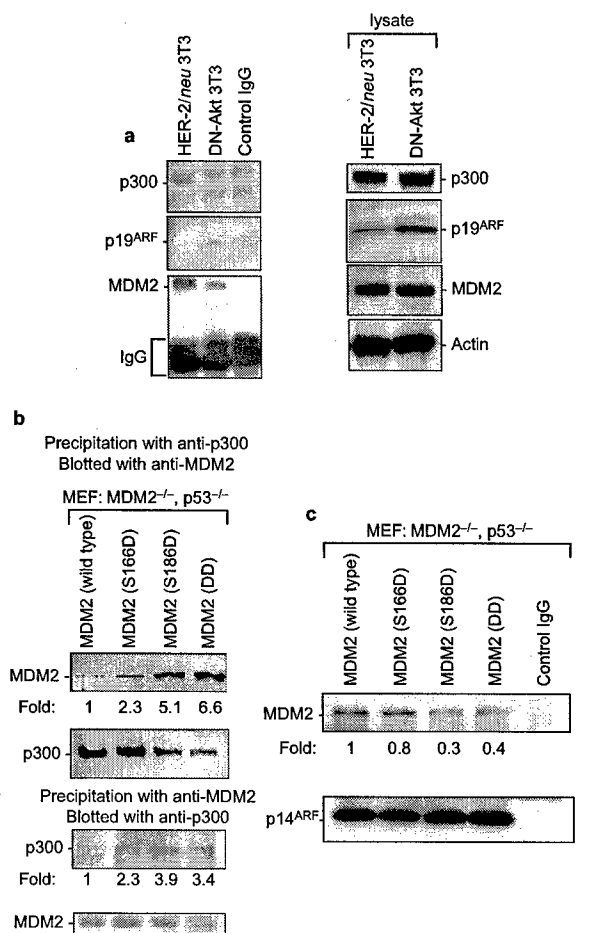 a
HER-2/neu 3T3
DN-Akt 3T3
Control IgG
p300
p19ARF
MDM2
IgG
lysate
HER-2/neu 3T3
DN-Akt 3T3
p300
p19ARF
MDM2
Actin
b
Precipitation with anti-p300
Blotted with anti-MDM2
MEF: MDM2–/–, p53–/–
MDM2 (wild type)
MDM2 (S166D)
MDM2 (S186D)
MDM2 (DD)
MDM2
Fold: 1 2.3 5.1 6.6
p300
Precipitation with anti-MDM2
Blotted with anti-p300
p300
Fold: 1 2.3 3.9 3.4
MDM2
c
MEF: MDM2–/–, p53–/–
MDM2 (wild type)
MDM2 (S166D)
MDM2 (S186D)
MDM2 (DD)
Control IgG
MDM2
Fold: 1 0.8 0.3 0.4
p14ARF